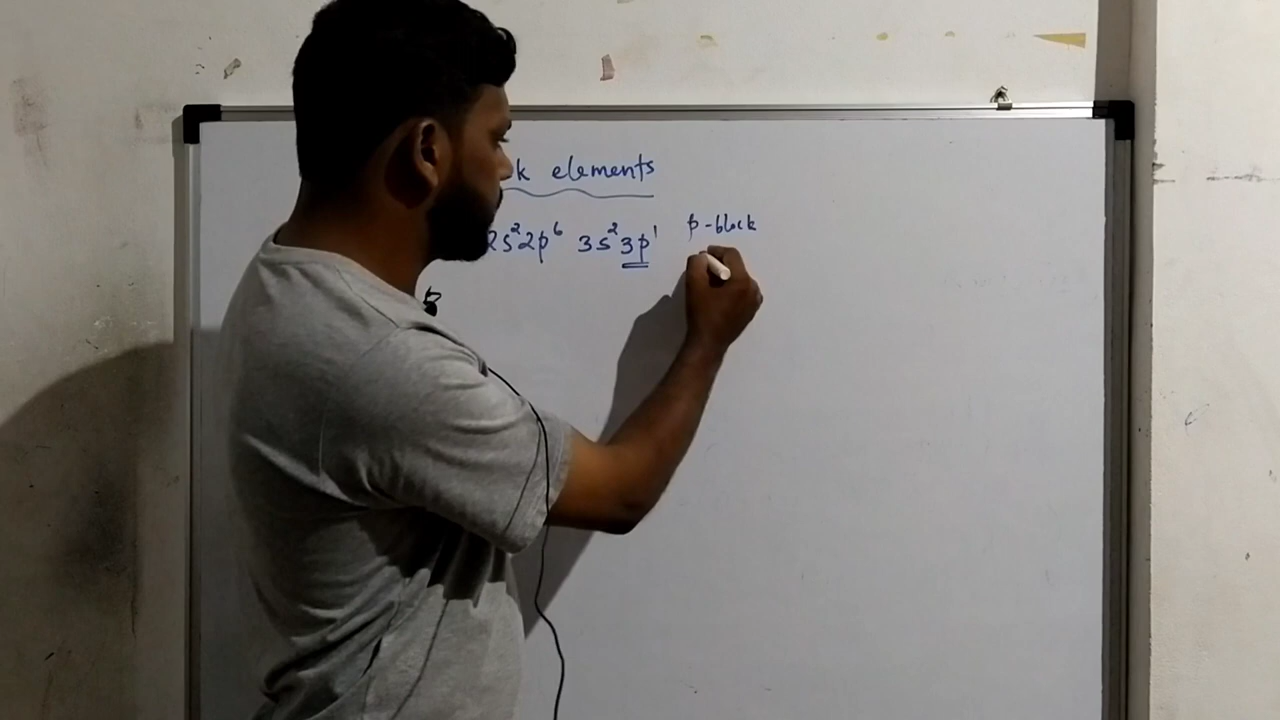 k elements
2s²2p⁶ 3s²3p¹ p-block